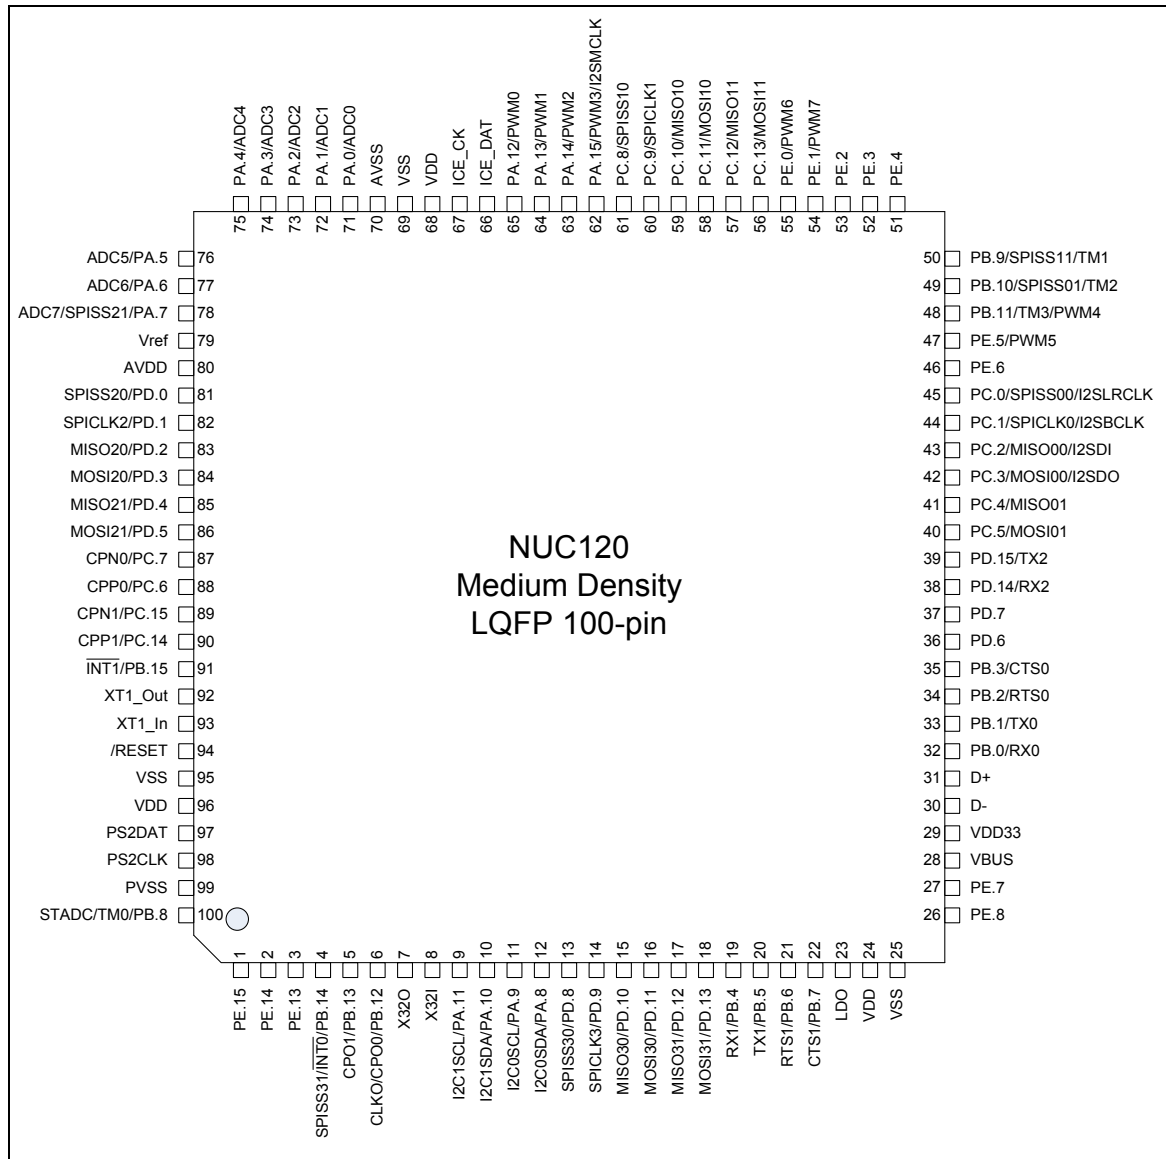 PA.4/ADC4
PA.3/ADC3
PA.2/ADC2
PA.1/ADC1
PA.0/ADC0
AVSS
VSS
VDD
ICE_CK
ICE_DAT
PA.12/PWM0
PA.13/PWM1
PA.14/PWM2
PA.15/PWM3/I2SMCLK
PC.8/SPISS10
PC.9/SPICLK1
PC.10/MISO10
PC.11/MOSI10
PC.12/MISO11
PC.13/MOSI11
PE.0/PWM6
PE.1/PWM7
PE.2
PE.3
PE.4
75
74
73
72
71
70
69
68
67
66
65
64
63
62
61
60
59
58
57
56
55
54
53
52
51
ADC5/PA.5 76
ADC6/PA.6 77
ADC7/SPISS21/PA.7 78
Vref 79
AVDD 80
SPISS20/PD.0 81
SPICLK2/PD.1 82
MISO20/PD.2 83
MOSI20/PD.3 84
MISO21/PD.4 85
MOSI21/PD.5 86
CPN0/PC.7 87
CPP0/PC.6 88
CPN1/PC.15 89
CPP1/PC.14 90
INT1/PB.15 91
XT1_Out 92
XT1_In 93
/RESET 94
VSS 95
VDD 96
PS2DAT 97
PS2CLK 98
PVSS 99
STADC/TM0/PB.8 100
NUC120
Medium Density
LQFP 100-pin
50 PB.9/SPISS11/TM1
49 PB.10/SPISS01/TM2
48 PB.11/TM3/PWM4
47 PE.5/PWM5
46 PE.6
45 PC.0/SPISS00/I2SLRCLK
44 PC.1/SPICLK0/I2SBCLK
43 PC.2/MISO00/I2SDI
42 PC.3/MOSI00/I2SDO
41 PC.4/MISO01
40 PC.5/MOSI01
39 PD.15/TX2
38 PD.14/RX2
37 PD.7
36 PD.6
35 PB.3/CTS0
34 PB.2/RTS0
33 PB.1/TX0
32 PB.0/RX0
31 D+
30 D-
29 VDD33
28 VBUS
27 PE.7
26 PE.8
1
2
3
4
5
6
7
8
9
10
11
12
13
14
15
16
17
18
19
20
21
22
23
24
25
PE.15
PE.14
PE.13
SPISS31/INT0/PB.14
CPO1/PB.13
CLKO/CPO0/PB.12
X32O
X32I
I2C1SCL/PA.11
I2C1SDA/PA.10
I2C0SCL/PA.9
I2C0SDA/PA.8
SPISS30/PD.8
SPICLK3/PD.9
MISO30/PD.10
MOSI30/PD.11
MISO31/PD.12
MOSI31/PD.13
RX1/PB.4
TX1/PB.5
RTS1/PB.6
CTS1/PB.7
LDO
VDD
VSS